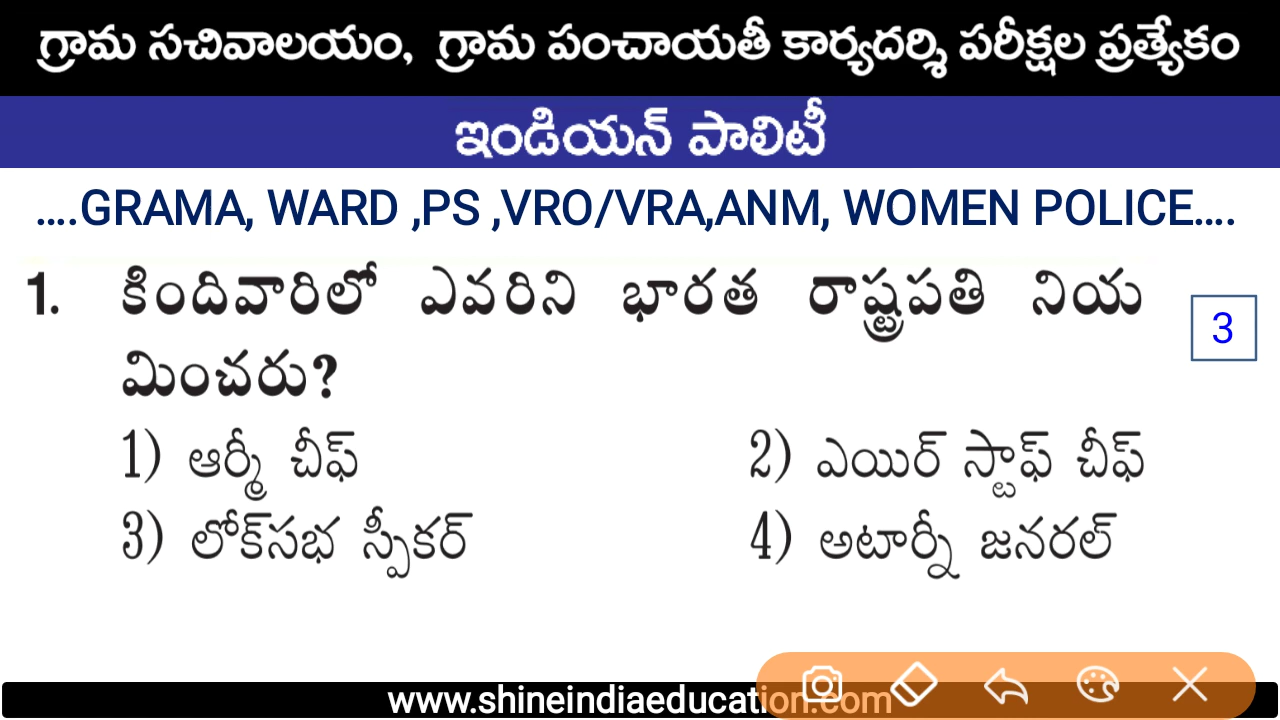 గ్రామ సచివాలయం, గ్రామ పంచాయతీ కార్యదర్శి పరీక్షల ప్రత్యేకం
ఇండియన్ పాలిటీ
....GRAMA, WARD ,PS ,VRO/VRA,ANM, WOMEN POLICE....
1. కిందివారిలో ఎవరిని భారత రాష్ట్రపతి నియ
మించరు?
3
1) ఆర్మీ చీఫ్ 2) ఎయిర్ స్టాఫ్ చీఫ్
3) లోక్‌సభ స్పీకర్ 4) అటార్నీ జనరల్
www.shineindiaeducation.com